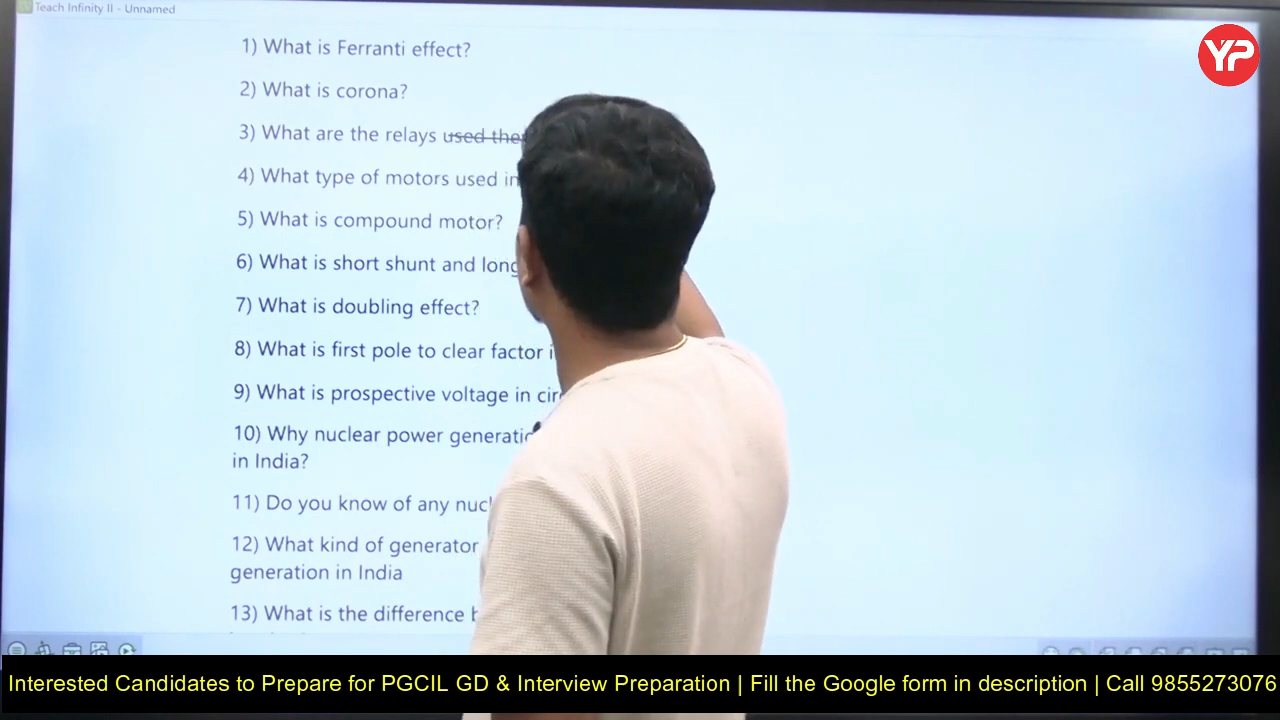 Teach Infinity II - Unnamed
YP
1) What is Ferranti effect?
2) What is corona?
3) What are the relays used
4) What type of motors used in
5) What is compound motor?
6) What is short shunt and long
7) What is doubling effect?
8) What is first pole to clear factor
9) What is prospective voltage in
10) Why nuclear power
in India?
11) Do you know of any
12) What kind of generator
generation in India
13) What is the difference
Interested Candidates to Prepare for PGCIL GD & Interview Preparation | Fill the Google form in description | Call 9855273076